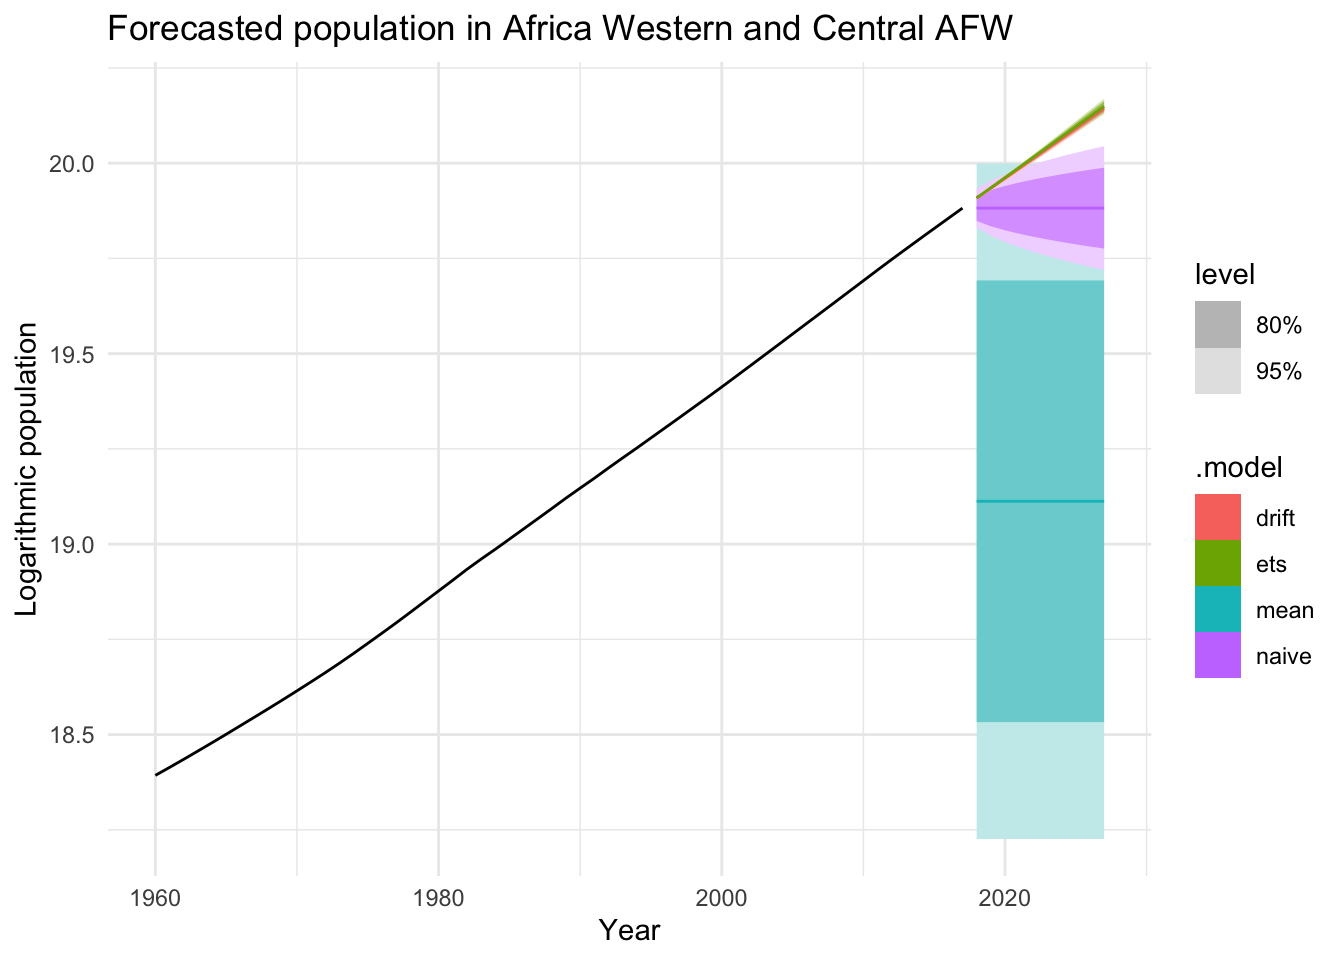 Forecasted population in Africa Western and Central AFW
Logarithmic population
20.0
19.5
19.0
18.5
1960
1980
2000
2020
Year
level
80%
95%
.model
drift
ets
mean
naive